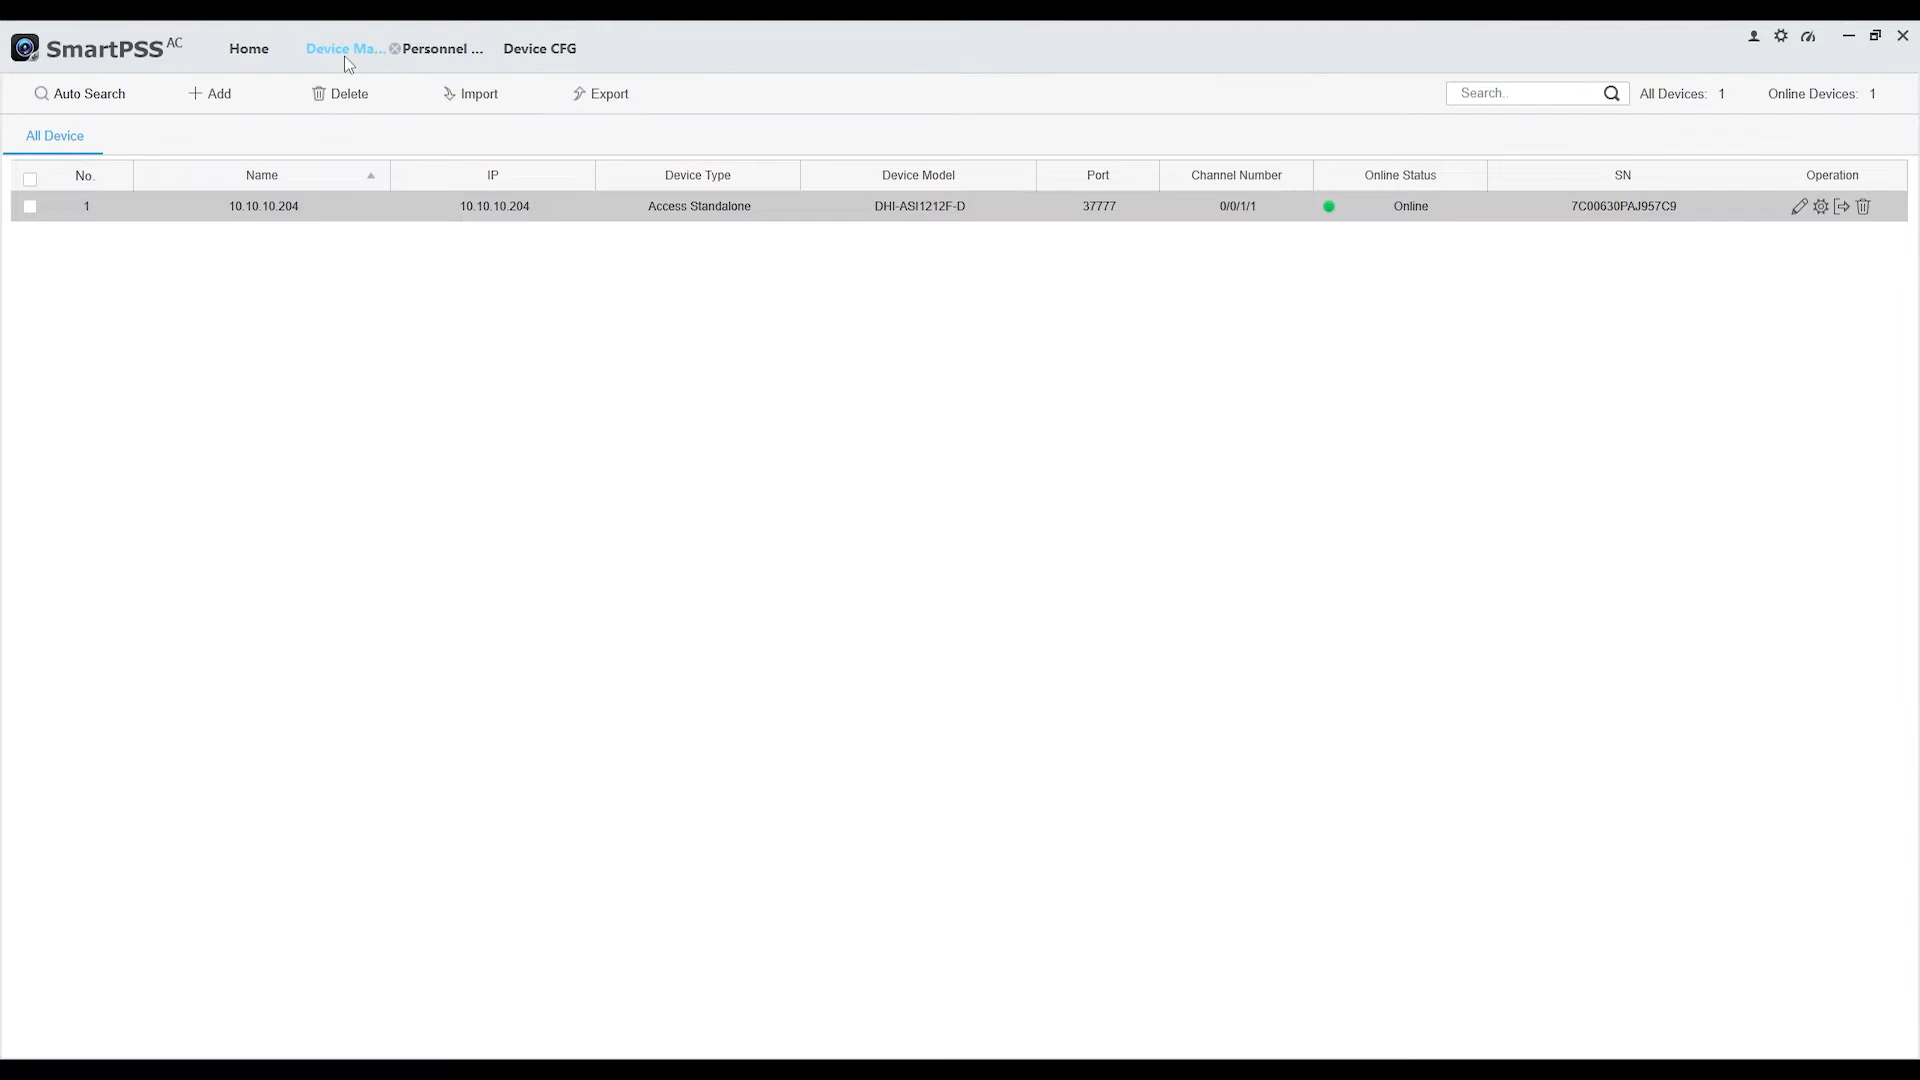 SmartPSS AC
Home
Device Ma...
Personnel ...
Device CFG
Auto Search
Add
Delete
Import
Export
Search..
All Devices: 1
Online Devices: 1
All Device
No.
Name
IP
Device Type
Device Model
Port
Channel Number
Online Status
SN
Operation
1
10.10.10.204
10.10.10.204
Access Standalone
DHI-ASI1212F-D
37777
0/0/1/1
Online
7C00630PAJ957C9